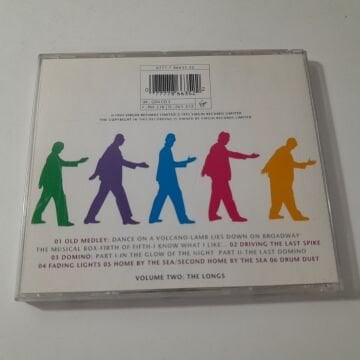 01 OLD MEDLEY: DANCE ON A VOLCANO-LAMB LIES DOWN ON BROADWAY
THE MUSICAL BOX-FIRTH OF FIFTH-I KNOW WHAT I LIKE... 02 DRIVING THE LAST SPIKE
03 DOMINO: PART I-IN THE GLOW OF THE NIGHT PART II-THE LAST DOMINO
04 FADING LIGHTS 05 HOME BY THE SEA/SECOND HOME BY THE SEA 06 DRUM DUET
VOLUME TWO: THE LONGS